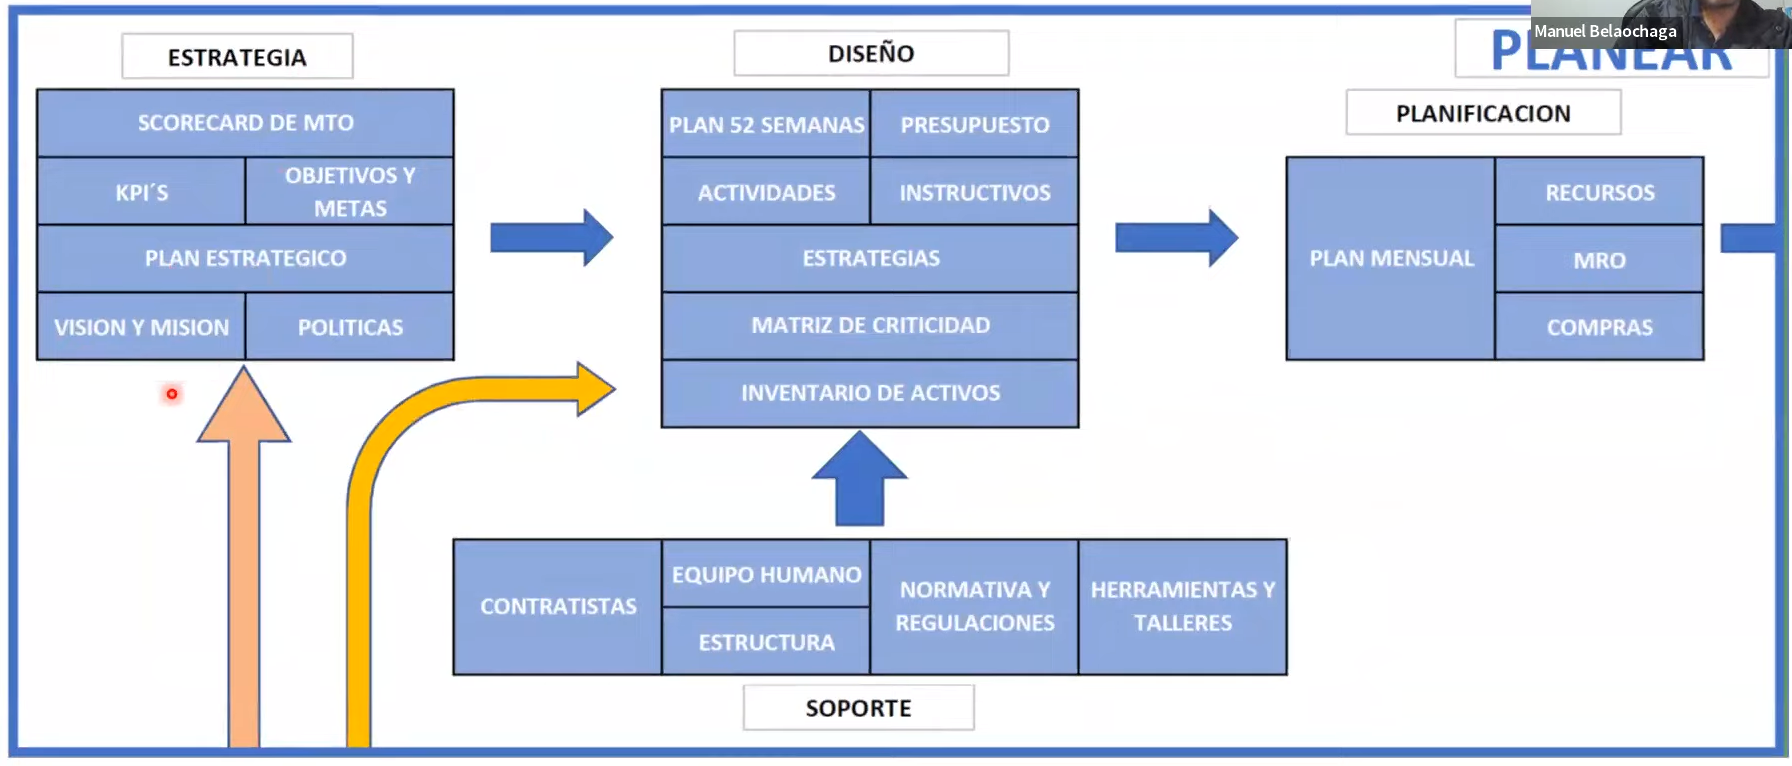 Manuel Belaochaga
PLANEAR
ESTRATEGIA
SCORECARD DE MTO
KPI´S
OBJETIVOS Y
METAS
PLAN ESTRATEGICO
VISION Y MISION
POLITICAS
DISEÑO
PLAN 52 SEMANAS
PRESUPUESTO
ACTIVIDADES
INSTRUCTIVOS
ESTRATEGIAS
MATRIZ DE CRITICIDAD
INVENTARIO DE ACTIVOS
PLANIFICACION
PLAN MENSUAL
RECURSOS
MRO
COMPRAS
CONTRATISTAS
EQUIPO HUMANO
ESTRUCTURA
NORMATIVA Y
REGULACIONES
HERRAMIENTAS Y
TALLERES
SOPORTE